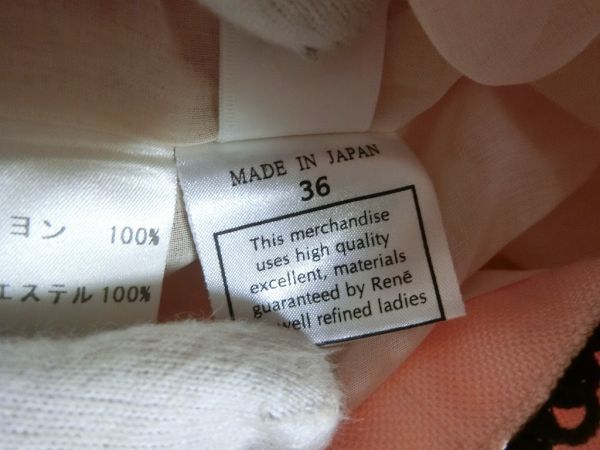 ヨン 100%
エステル 100%
MADE IN JAPAN
36
This merchandise
uses high quality
excellent, materials
guaranteed by René
well refined ladies